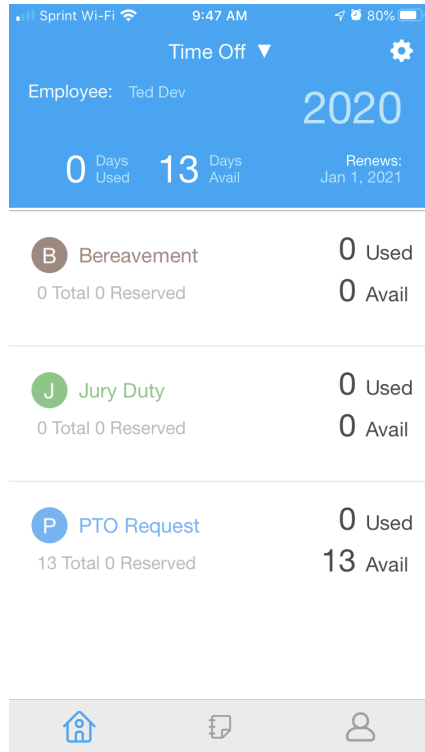 Sprint Wi-Fi 9:47 AM 80%
Time Off ▼
Employee: Ted Dev
2020
0 Days Used 13 Days Avail
Renews: Jan 1, 2021
B Bereavement 0 Used
0 Total 0 Reserved 0 Avail
J Jury Duty 0 Used
0 Total 0 Reserved 0 Avail
P PTO Request 0 Used
13 Total 0 Reserved 13 Avail